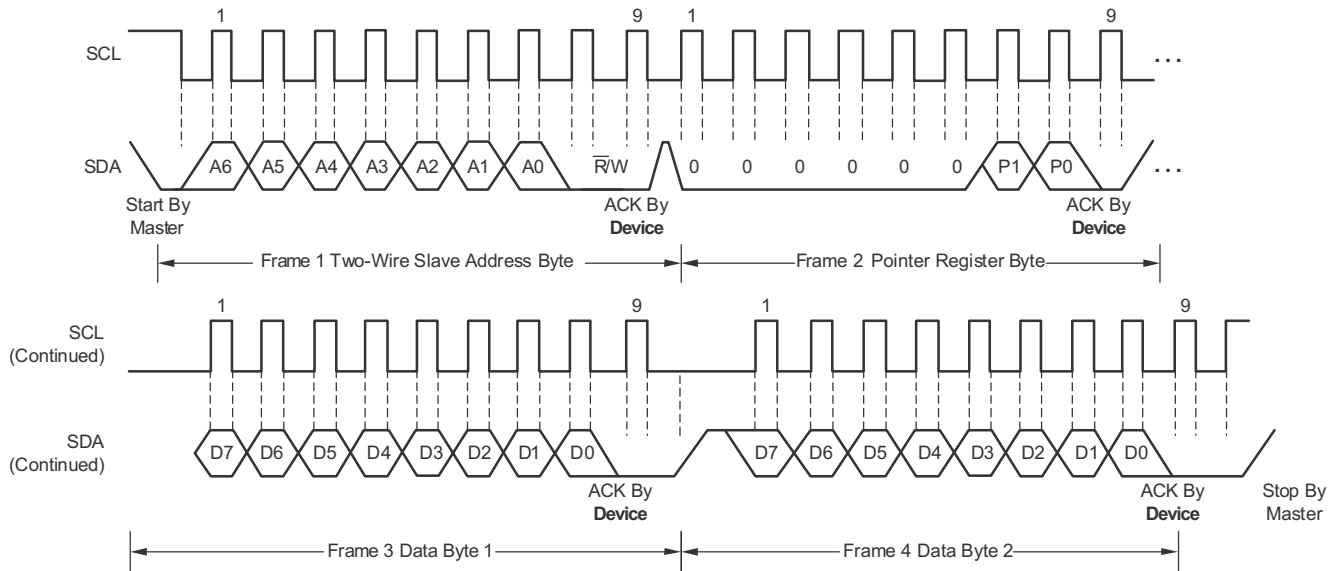 1 9 1 9
SCL ...
SDA A6 A5 A4 A3 A2 A1 A0 R̅/W 0 0 0 0 0 0 P1 P0 ...
Start By
Master
ACK By
Device
ACK By
Device
Frame 1 Two-Wire Slave Address Byte
Frame 2 Pointer Register Byte
1 9 1 9
SCL
(Continued)
SDA
(Continued)
D7 D6 D5 D4 D3 D2 D1 D0 D7 D6 D5 D4 D3 D2 D1 D0
ACK By
Device
ACK By
Device
Stop By
Master
Frame 3 Data Byte 1
Frame 4 Data Byte 2